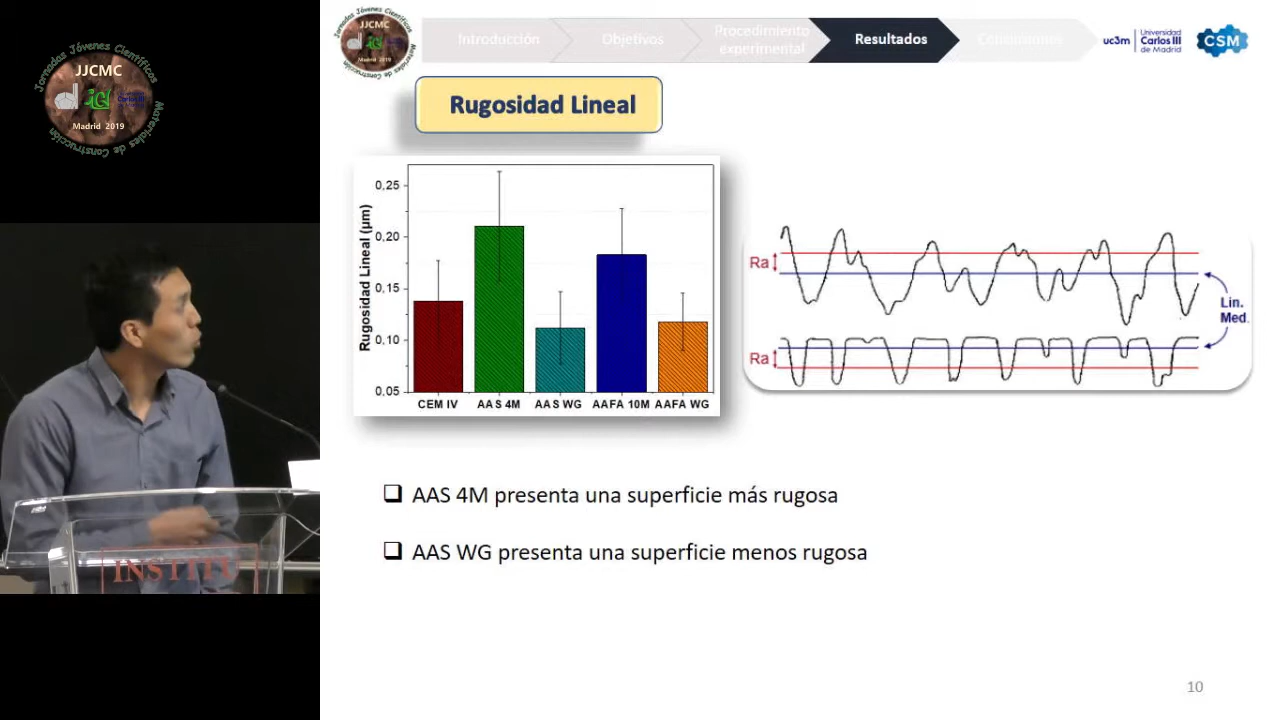 Jornadas Jóvenes Científicos
JJCMC
Madrid 2019
Materiales de Construcción
JJCMC
Madrid 2019
Introducción
Objetivos
Procedimiento
experimental
Resultados
Conclusiones
uc3m
Universidad
Carlos III
de Madrid
CSM
Rugosidad Lineal
Rugosidad Lineal (µm)
0,25
0,20
0,15
0,10
0,05
CEM IV AAS 4M AAS WG AAFA 10M AAFA WG
Ra
Ra
Lin.
Med.
❑ AAS 4M presenta una superficie más rugosa
❑ AAS WG presenta una superficie menos rugosa
INSTITU
10